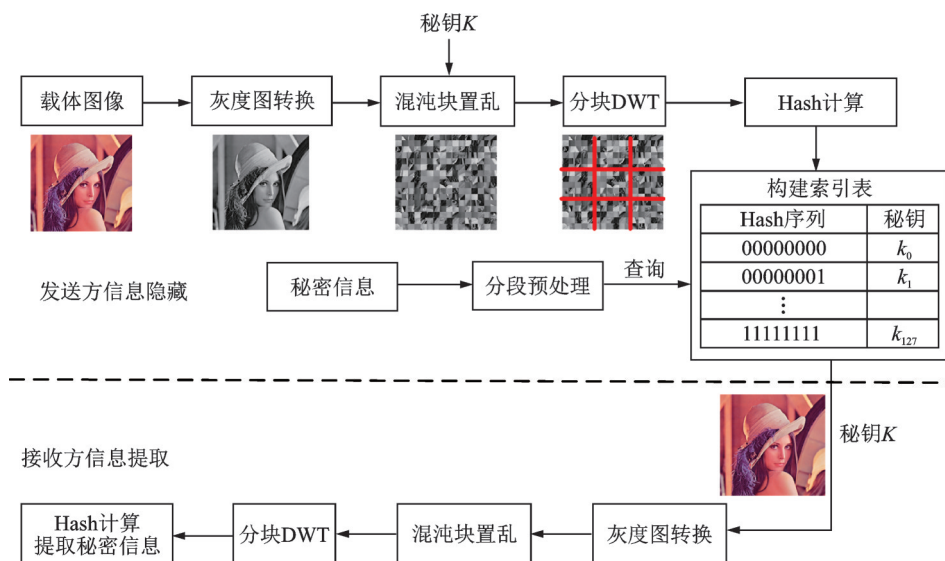 秘钥K
载体图像
灰度图转换
混沌块置乱
分块DWT
Hash计算
构建索引表
Hash序列 秘钥
00000000 k₀
00000001 k₁
⋮
11111111 k₁₂₇
发送方信息隐藏
秘密信息
分段预处理
查询
秘钥K
接收方信息提取
Hash计算
提取秘密信息
分块DWT
混沌块置乱
灰度图转换